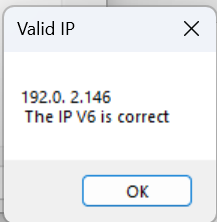 Valid IP
192.0. 2.146
The IP V6 is correct
OK